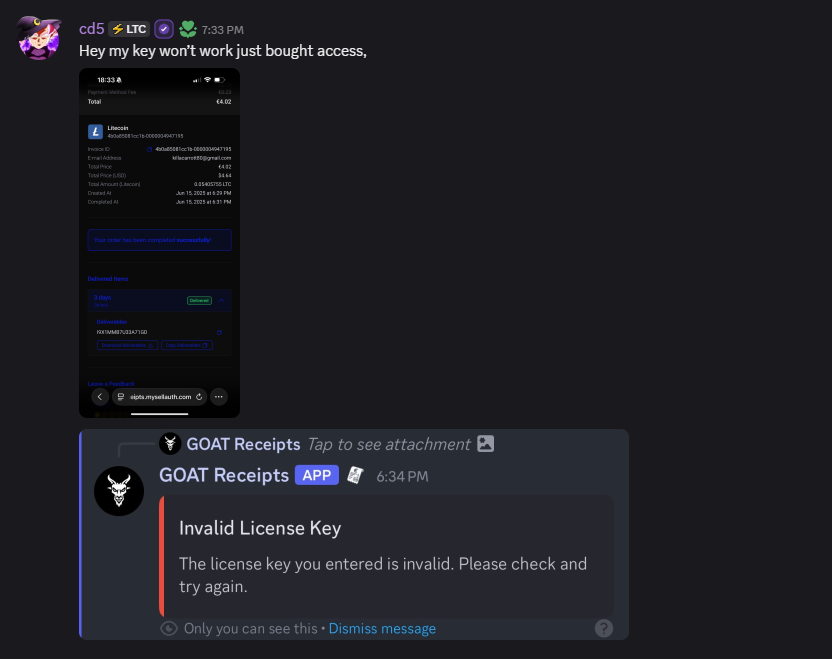 cd5 LTC 7:33 PM
Hey my key won't work just bought access,
18:33
Payment Method Fee €0.23
Total €4.02
Litecoin
4b0a85081cc1b-0000004947195
Invoice ID 4b0a85081cc1b-0000004947195
E-mail Address killacarrott80@gmail.com
Total Price €4.02
Total Price (USD) $4.64
Total Amount (Litecoin) 0.05405755 LTC
Created At Jun 15, 2025 at 6:29 PM
Completed At Jun 15, 2025 at 6:31 PM
Your order has been completed successfully!
Delivered Items
3 days Delivered
Deliverables
I9X1MMB7U33A71G0
Leave a Feedback
eipts.mysellauth.com
GOAT Receipts Tap to see attachment
GOAT Receipts APP 6:34 PM
Invalid License Key
The license key you entered is invalid. Please check and
try again.
Only you can see this • Dismiss message